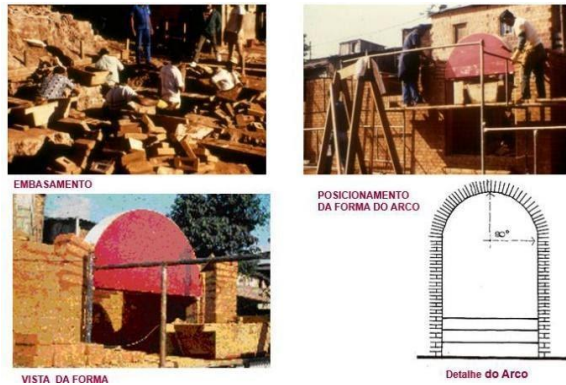 EMBASAMENTO
POSICIONAMENTO
DA FORMA DO ARCO
90°
VISTA DA FORMA
Detalhe do Arco